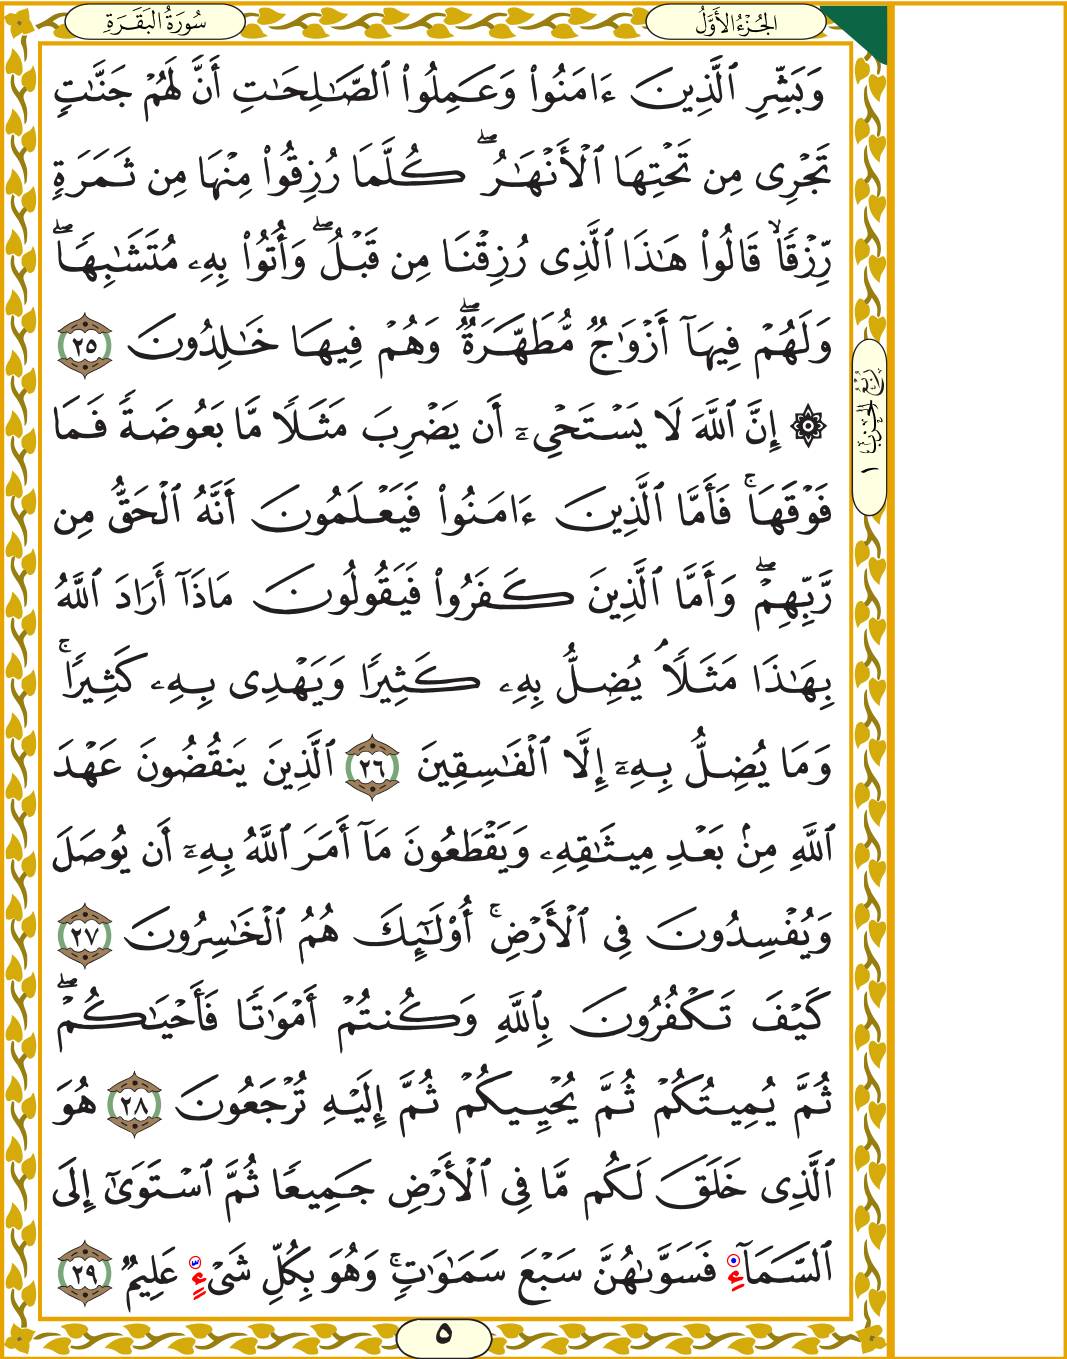 الجُزْءُ الأَوَّلُ
سُورَةُ البَقَرَةِ
وَبَشِّرِ ٱلَّذِينَ ءَامَنُواْ وَعَمِلُواْ ٱلصَّٰلِحَٰتِ أَنَّ لَهُمْ جَنَّٰتٍ
تَجْرِى مِن تَحْتِهَا ٱلْأَنْهَٰرُ ۖ كُلَّمَا رُزِقُواْ مِنْهَا مِن ثَمَرَةٍ
رِّزْقًا ۙ قَالُواْ هَٰذَا ٱلَّذِى رُزِقْنَا مِن قَبْلُ ۖ وَأُتُواْ بِهِۦ مُتَشَٰبِهًا ۖ
وَلَهُمْ فِيهَآ أَزْوَٰجٌ مُّطَهَّرَةٌ ۖ وَهُمْ فِيهَا خَٰلِدُونَ ٢٥
۞ إِنَّ ٱللَّهَ لَا يَسْتَحْىِۦٓ أَن يَضْرِبَ مَثَلًا مَّا بَعُوضَةً فَمَا
فَوْقَهَا ۚ فَأَمَّا ٱلَّذِينَ ءَامَنُواْ فَيَعْلَمُونَ أَنَّهُ ٱلْحَقُّ مِن
رَّبِّهِمْ ۖ وَأَمَّا ٱلَّذِينَ كَفَرُواْ فَيَقُولُونَ مَاذَآ أَرَادَ ٱللَّهُ
بِهَٰذَا مَثَلًا ۘ يُضِلُّ بِهِۦ كَثِيرًا وَيَهْدِى بِهِۦ كَثِيرًا ۚ
وَمَا يُضِلُّ بِهِۦٓ إِلَّا ٱلْفَٰسِقِينَ ٢٦ ٱلَّذِينَ يَنقُضُونَ عَهْدَ
ٱللَّهِ مِنۢ بَعْدِ مِيثَٰقِهِۦ وَيَقْطَعُونَ مَآ أَمَرَ ٱللَّهُ بِهِۦٓ أَن يُوصَلَ
وَيُفْسِدُونَ فِى ٱلْأَرْضِ ۚ أُوْلَٰٓئِكَ هُمُ ٱلْخَٰسِرُونَ ٢٧
كَيْفَ تَكْفُرُونَ بِٱللَّهِ وَكُنتُمْ أَمْوَٰتًا فَأَحْيَٰكُمْ ۖ
ثُمَّ يُمِيتُكُمْ ثُمَّ يُحْيِيكُمْ ثُمَّ إِلَيْهِ تُرْجَعُونَ ٢٨ هُوَ
ٱلَّذِى خَلَقَ لَكُم مَّا فِى ٱلْأَرْضِ جَمِيعًا ثُمَّ ٱسْتَوَىٰٓ إِلَى
ٱلسَّمَآءِ فَسَوَّىٰهُنَّ سَبْعَ سَمَٰوَٰتٍ ۚ وَهُوَ بِكُلِّ شَىْءٍ عَلِيمٌ ٢٩
رُبْعُ الحِزْبِ ١
٥